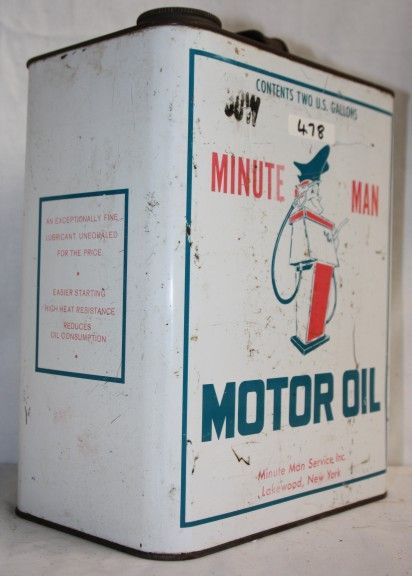 AN EXCEPTIONALLY FINE
LUBRICANT UNEQUALED
FOR THE PRICE
EASIER STARTING
HIGH HEAT RESISTANCE
REDUCES
OIL CONSUMPTION
CONTENTS TWO U.S. GALLONS
478
MINUTE MAN
MOTOR OIL
Minute Man Service, Inc.
Lakewood, New York